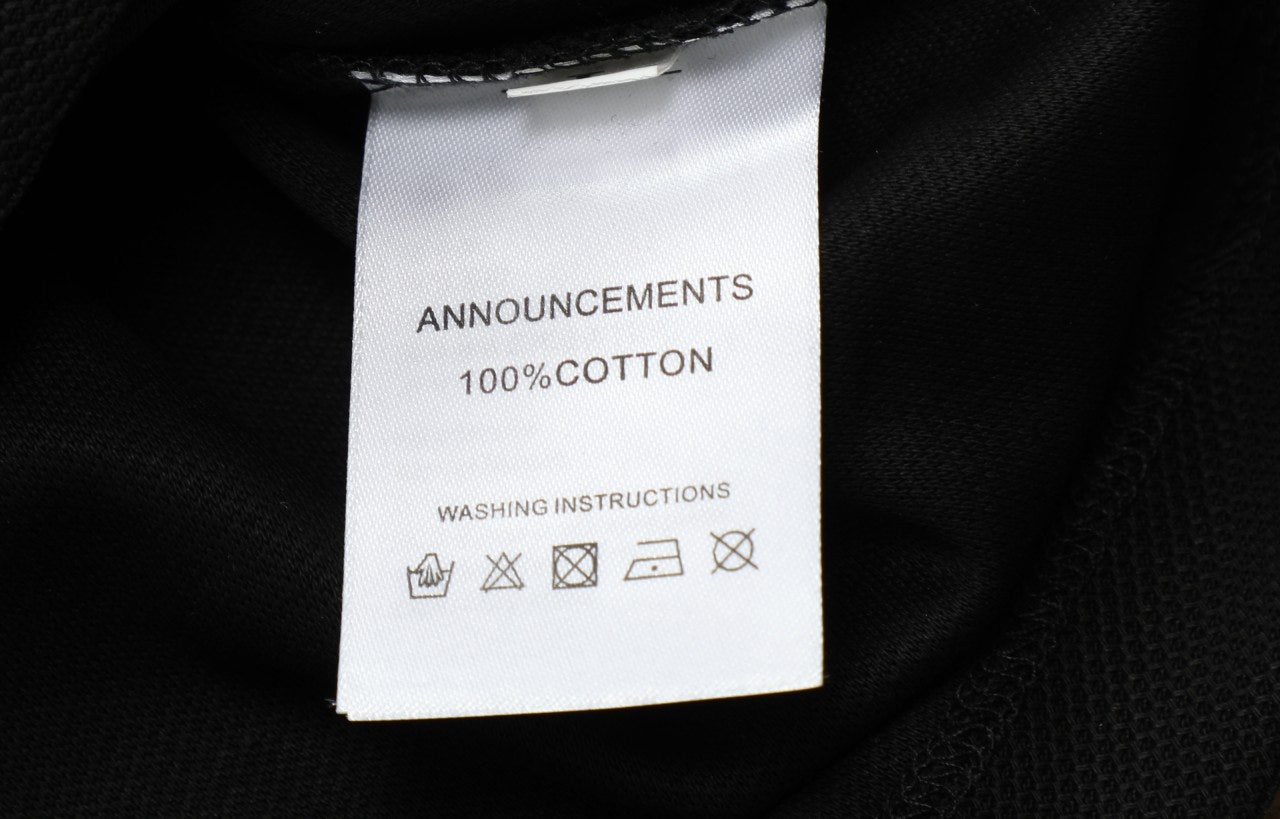 ANNOUNCEMENTS
100%COTTON
WASHING INSTRUCTIONS